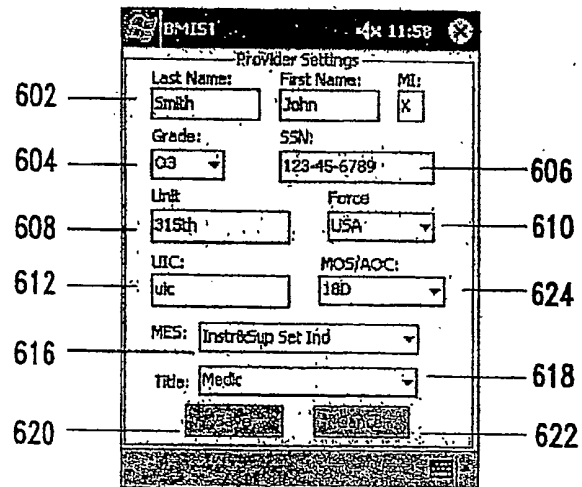 BMIST 11:58
Provider Settings
Last Name: First Name: MI:
602 Smith John X
Grade: SSN:
604 O3 123-45-6789 606
Unit Force
608 315th USA 610
UIC: MOS/AOC:
612 uic 18D 624
MES: Instr&Sup Set Ind
616
Title: Medic 618
620 622